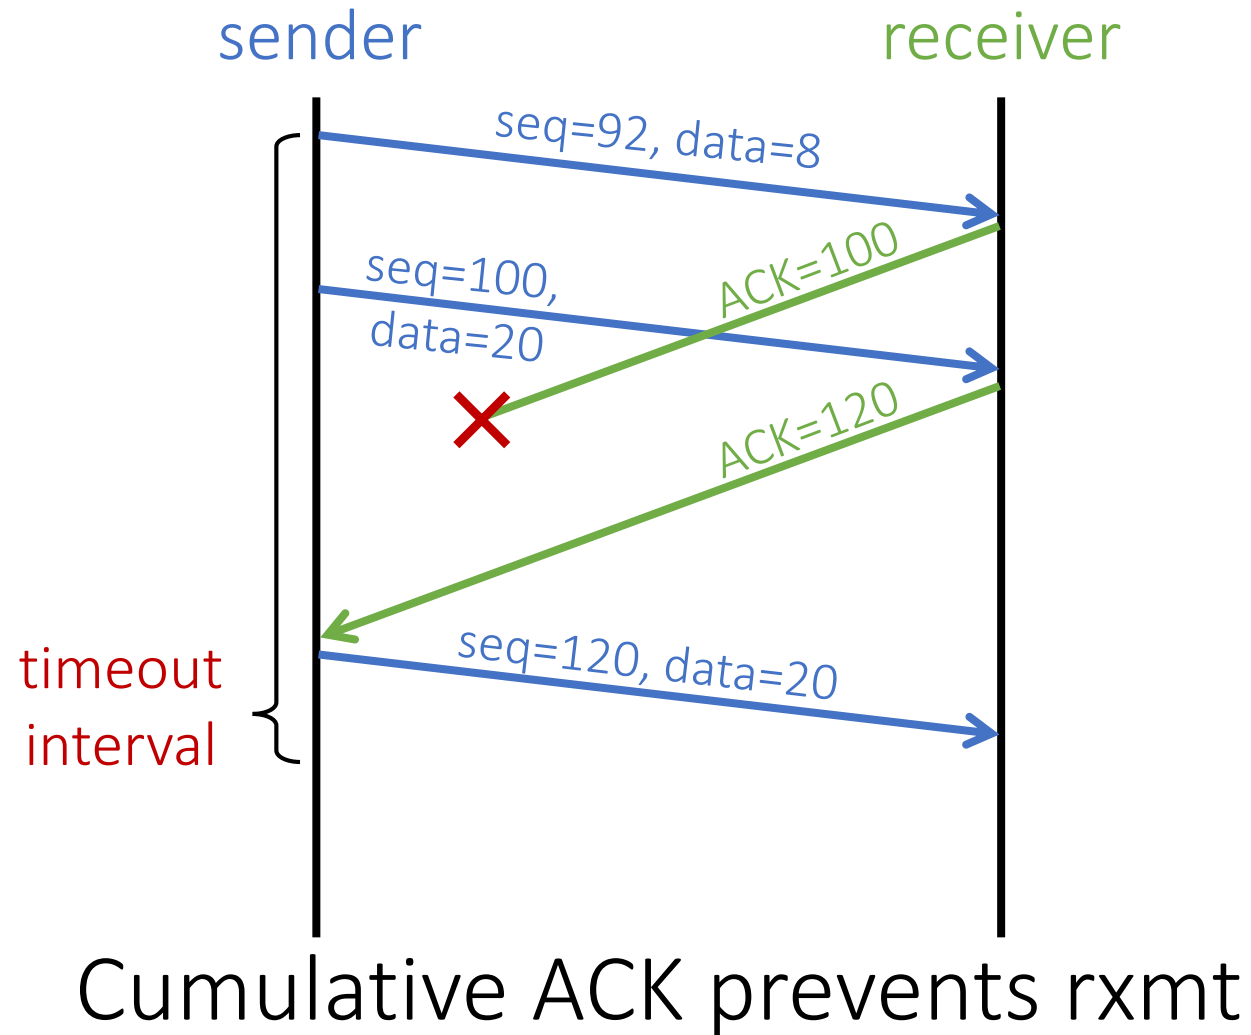 sender
receiver
seq=92, data=8
ACK=100
seq=100,
data=20
ACK=120
seq=120, data=20
timeout
interval
Cumulative ACK prevents rxmt